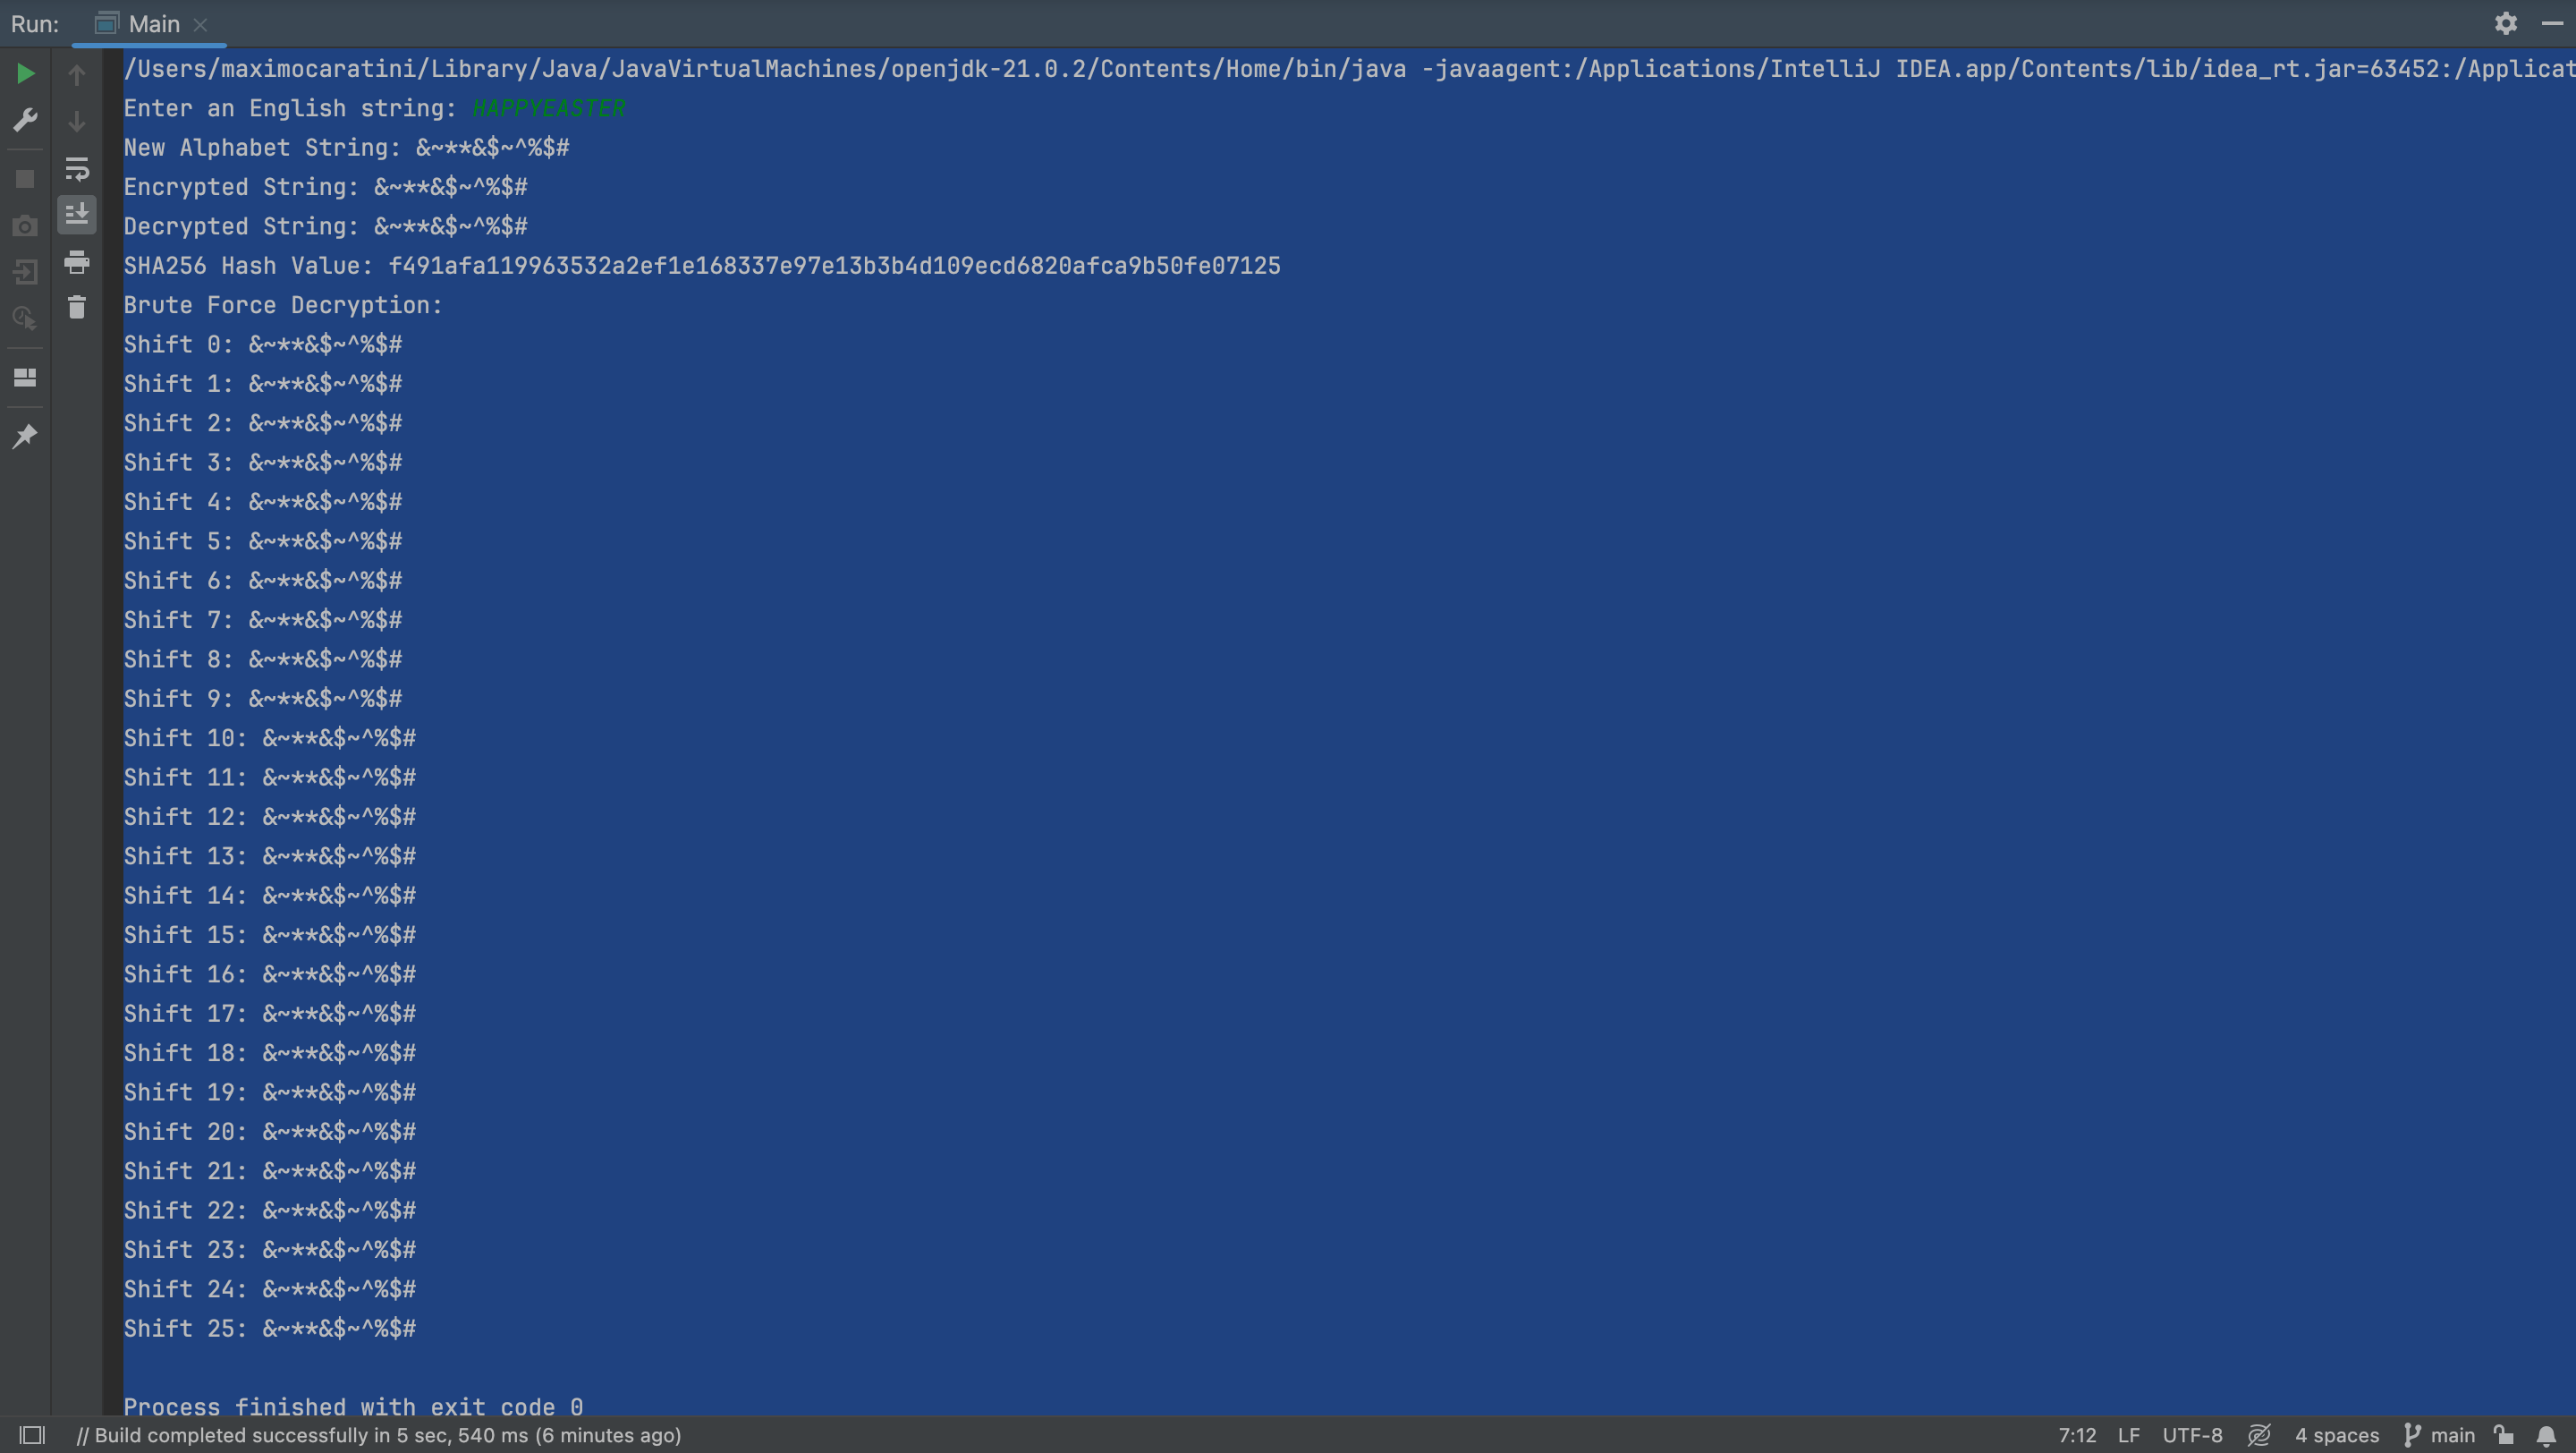 Run: Main
/Users/maximocaratini/Library/Java/JavaVirtualMachines/openjdk-21.0.2/Contents/Home/bin/java -javaagent:/Applications/IntelliJ IDEA.app/Contents/lib/idea_rt.jar=63452:/Applicat
Enter an English string: HAPPYEASTER
New Alphabet String: &~**&$~^%$#
Encrypted String: &~**&$~^%$#
Decrypted String: &~**&$~^%$#
SHA256 Hash Value: f491afa119963532a2ef1e168337e97e13b3b4d109ecd6820afca9b50fe07125
Brute Force Decryption:
Shift 0: &~**&$~^%$#
Shift 1: &~**&$~^%$#
Shift 2: &~**&$~^%$#
Shift 3: &~**&$~^%$#
Shift 4: &~**&$~^%$#
Shift 5: &~**&$~^%$#
Shift 6: &~**&$~^%$#
Shift 7: &~**&$~^%$#
Shift 8: &~**&$~^%$#
Shift 9: &~**&$~^%$#
Shift 10: &~**&$~^%$#
Shift 11: &~**&$~^%$#
Shift 12: &~**&$~^%$#
Shift 13: &~**&$~^%$#
Shift 14: &~**&$~^%$#
Shift 15: &~**&$~^%$#
Shift 16: &~**&$~^%$#
Shift 17: &~**&$~^%$#
Shift 18: &~**&$~^%$#
Shift 19: &~**&$~^%$#
Shift 20: &~**&$~^%$#
Shift 21: &~**&$~^%$#
Shift 22: &~**&$~^%$#
Shift 23: &~**&$~^%$#
Shift 24: &~**&$~^%$#
Shift 25: &~**&$~^%$#
Process finished with exit code 0
// Build completed successfully in 5 sec, 540 ms (6 minutes ago) 7:12 LF UTF-8 4 spaces main